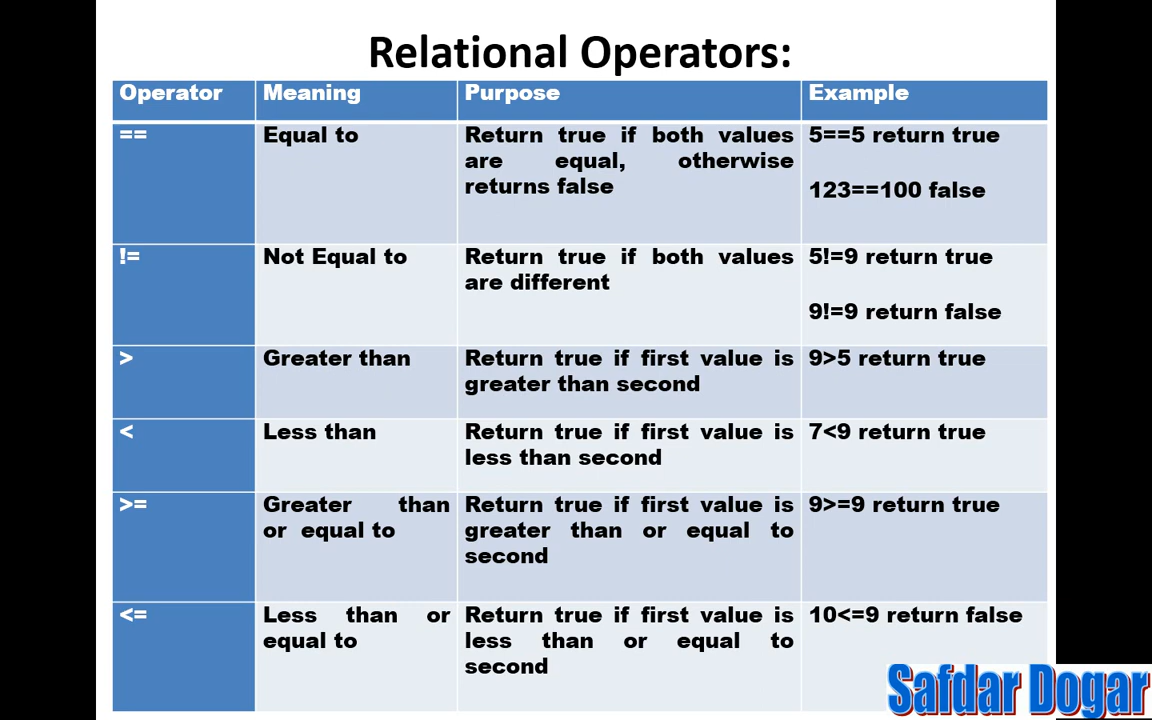 Relational Operators:
Operator Meaning Purpose Example
== Equal to Return true if both values 5==5 return true
are equal, otherwise
returns false 123==100 false
!= Not Equal to Return true if both values 5!=9 return true
are different
9!=9 return false
> Greater than Return true if first value is 9>5 return true
greater than second
< Less than Return true if first value is 7<9 return true
less than second
>= Greater than Return true if first value is 9>=9 return true
or equal to greater than or equal to
second
<= Less than or Return true if first value is 10<=9 return false
equal to less than or equal to
second
Safdar Dogar